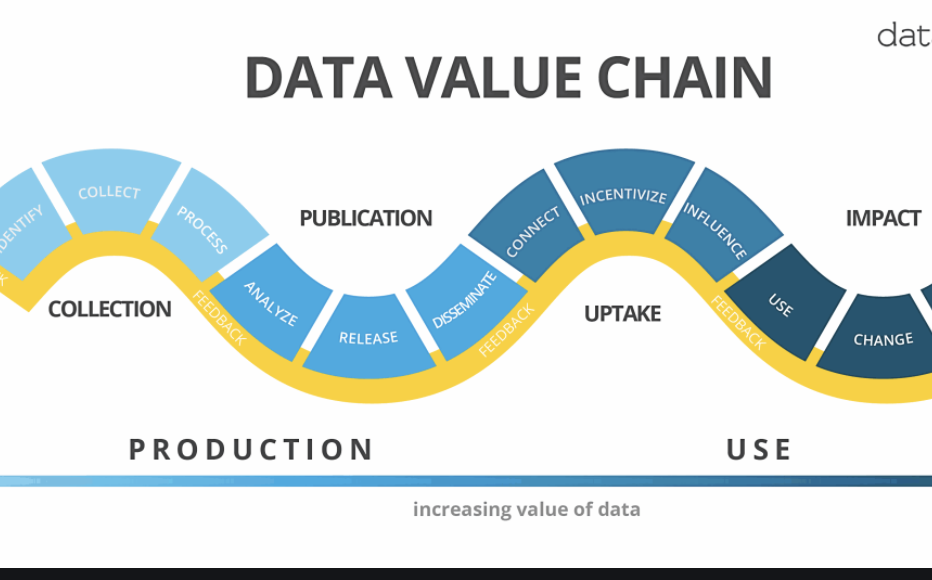 dat
DATA VALUE CHAIN
DENTIFY
COLLECT
PROCESS
PUBLICATION
CONNECT
INCENTIVIZE
INFLUENCE
IMPACT
K
COLLECTION
FEEDBACK
ANALYZE
RELEASE
DISSEMINATE
FEEDBACK
UPTAKE
FEEDBACK
USE
CHANGE
PRODUCTION
USE
increasing value of data